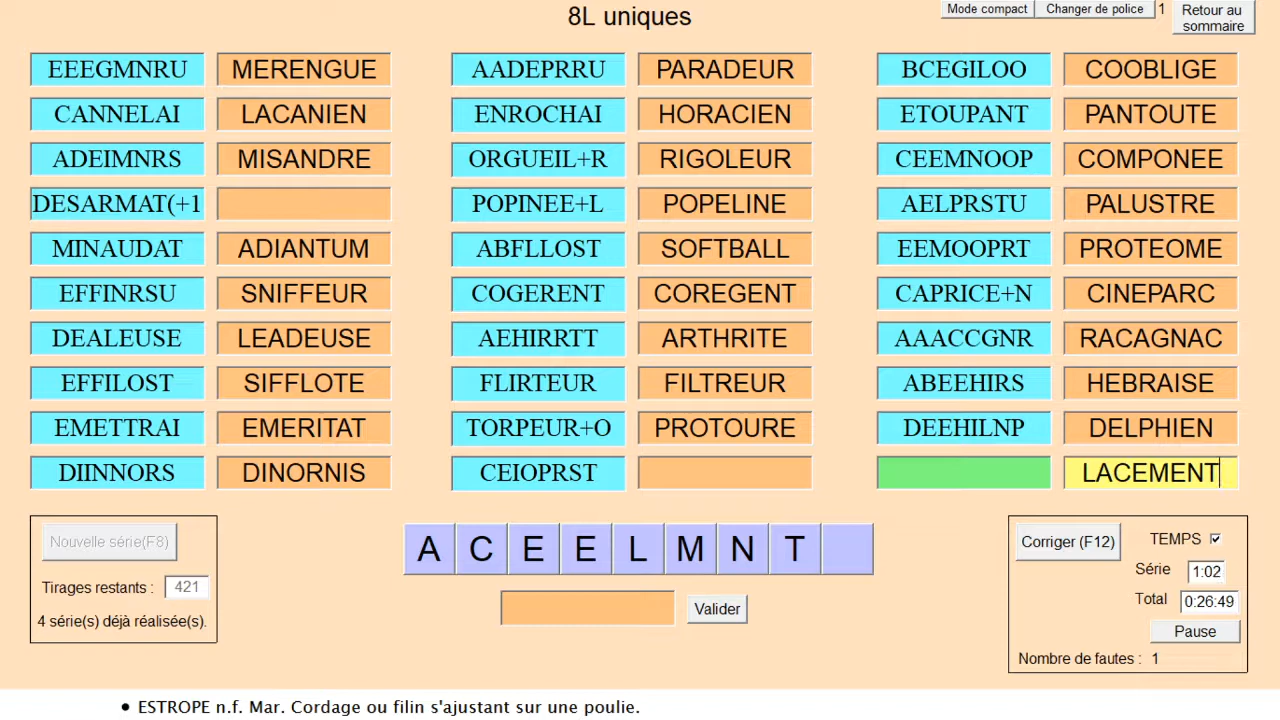 8L uniques
Mode compact Changer de police 1 Retour au sommaire
EEEGMNRU MERENGUE AADEPRRU PARADEUR BCEGILOO COOBLIGE
CANNELAI LACANIEN ENROCHAI HORACIEN ETOUPANT PANTOUTE
ADEIMNRS MISANDRE ORGUEIL+R RIGOLEUR CEEMNOOP COMPONEE
DESARMAT(+1 POPINEE+L POPELINE AELPRSTU PALUSTRE
MINAUDAT ADIANTUM ABFLLOST SOFTBALL EEMOOPRT PROTEOME
EFFINRSU SNIFFEUR COGERENT COREGENT CAPRICE+N CINEPARC
DEALEUSE LEADEUSE AEHIRRTT ARTHRITE AAACCGNR RACAGNAC
EFFILOST SIFFLOTE FLIRTEUR FILTREUR ABEEHIRS HEBRAISE
EMETTRAI EMERITAT TORPEUR+O PROTOURE DEEHILNP DELPHIEN
DIINNORS DINORNIS CEIOPRST LACEMENT
Nouvelle série(F8)
Tirages restants : 421
4 série(s) déjà réalisée(s).
A C E E L M N T
Valider
Corriger (F12) TEMPS
Série 1:02
Total 0:26:49
Pause
Nombre de fautes : 1
• ESTROPE n.f. Mar. Cordage ou filin s'ajustant sur une poulie.